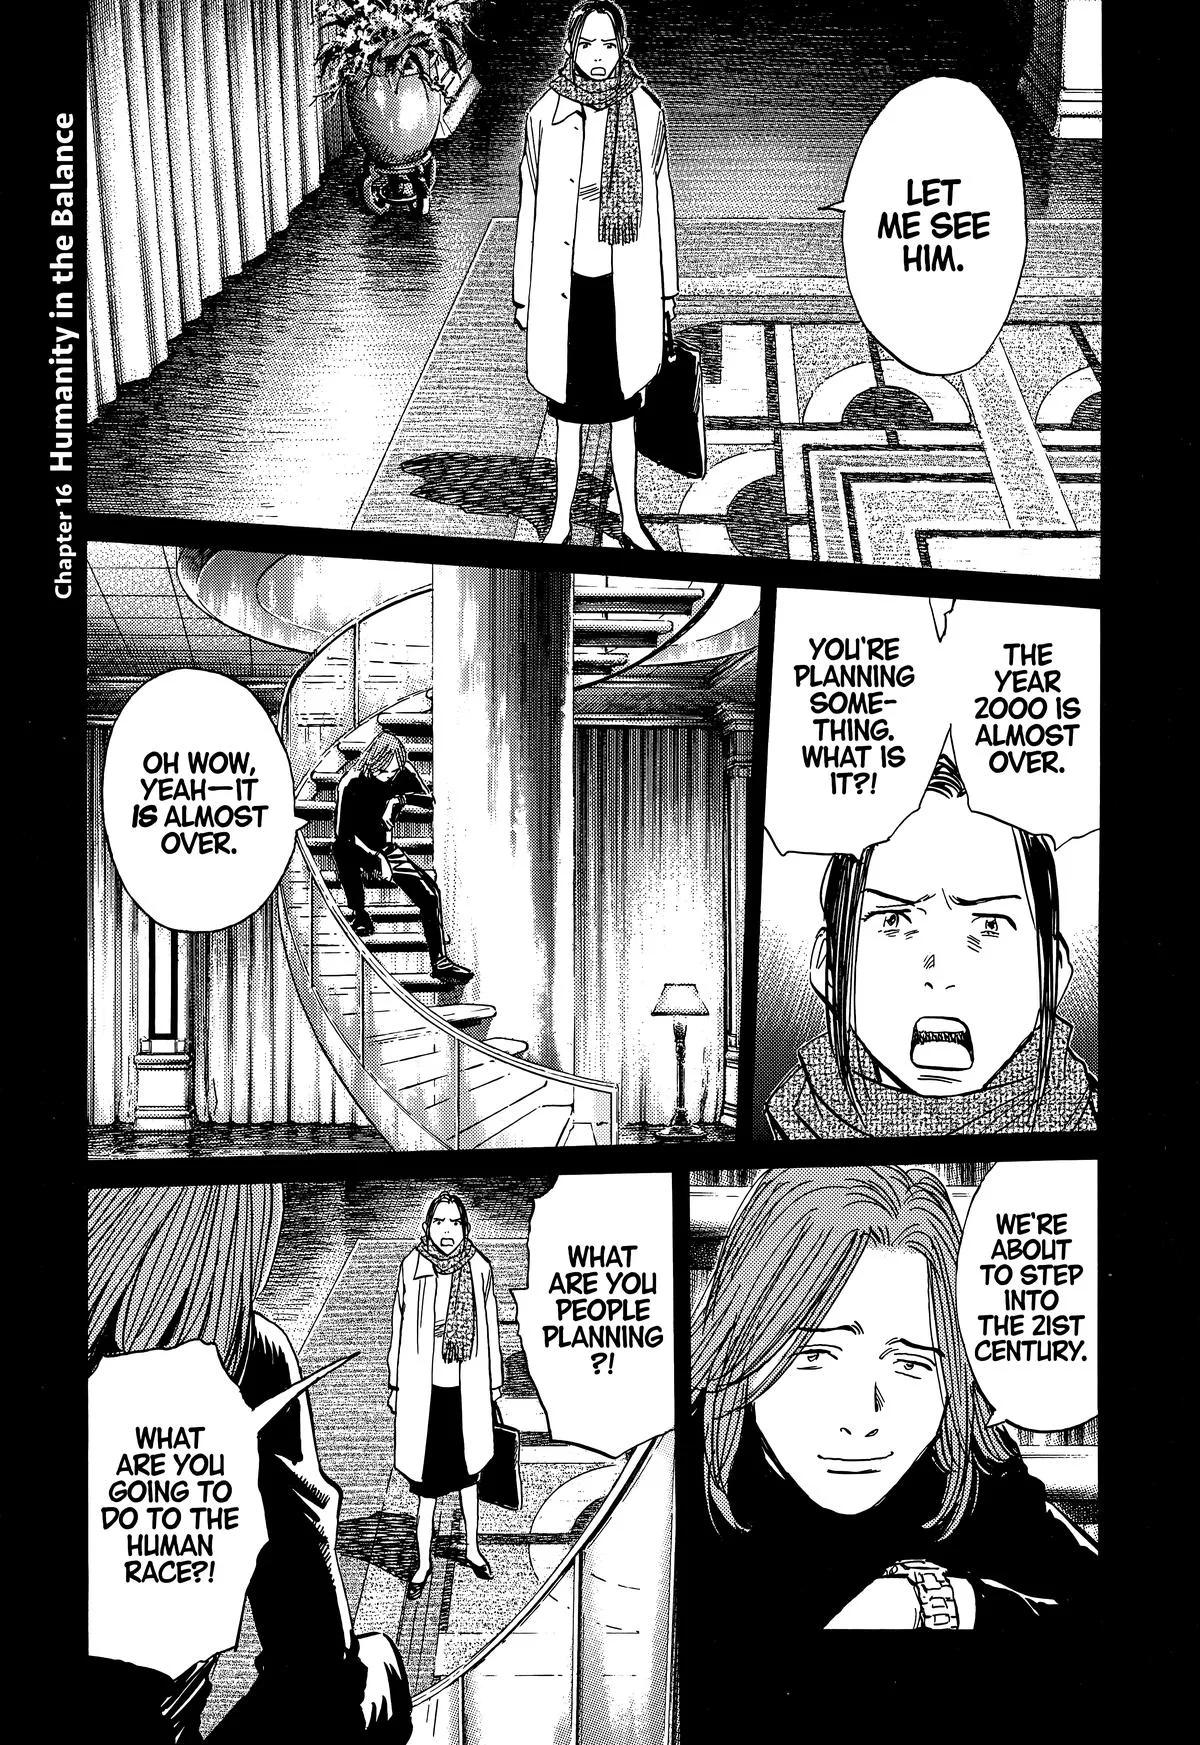 Chapter 16 Humanity in the Balance
LET
ME SEE
HIM.
THE
YEAR
2000 IS
ALMOST
OVER.
YOU'RE
PLANNING
SOME-
THING.
WHAT IS
IT?!
OH WOW,
YEAH—IT
IS ALMOST
OVER.
WE'RE
ABOUT
TO STEP
INTO
THE 21ST
CENTURY.
WHAT
ARE YOU
PEOPLE
PLANNING
?!
WHAT
ARE YOU
GOING TO
DO TO THE
HUMAN
RACE?!